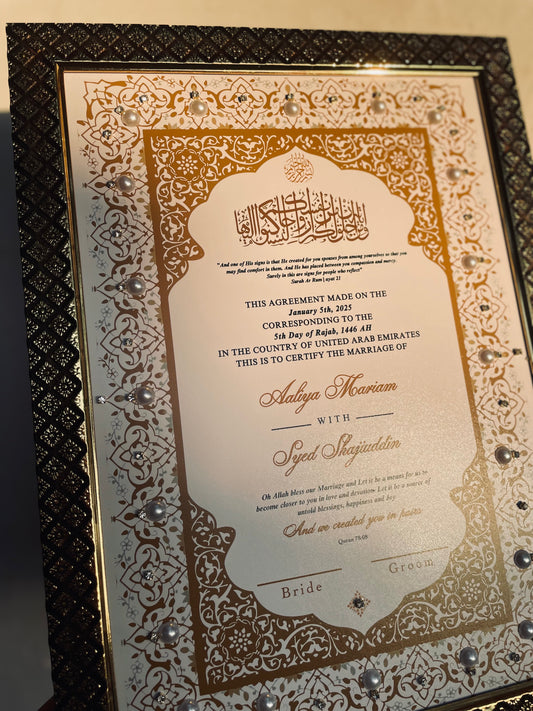 "And one of His signs is that He created for you spouses from among yourselves so that you
may find comfort in them. And He has placed between you compassion and mercy.
Surely in this are signs for people who reflect"
Surah Ar Rum | ayat 21
THIS AGREEMENT MADE ON THE
January 5th, 2025
CORRESPONDING TO THE
5th Day of Rajab, 1446 AH
IN THE COUNTRY OF UNITED ARAB EMIRATES
THIS IS TO CERTIFY THE MARRIAGE OF
Aaliya Mariam
WITH
Syed Shajiuddin
Oh Allah bless our Marriage and Let it be a means for us to
become closer to you in love and devotion. Let it be a source of
untold blessings, happiness and joy
And we created you in pairs
Quran 78:08
Bride Groom